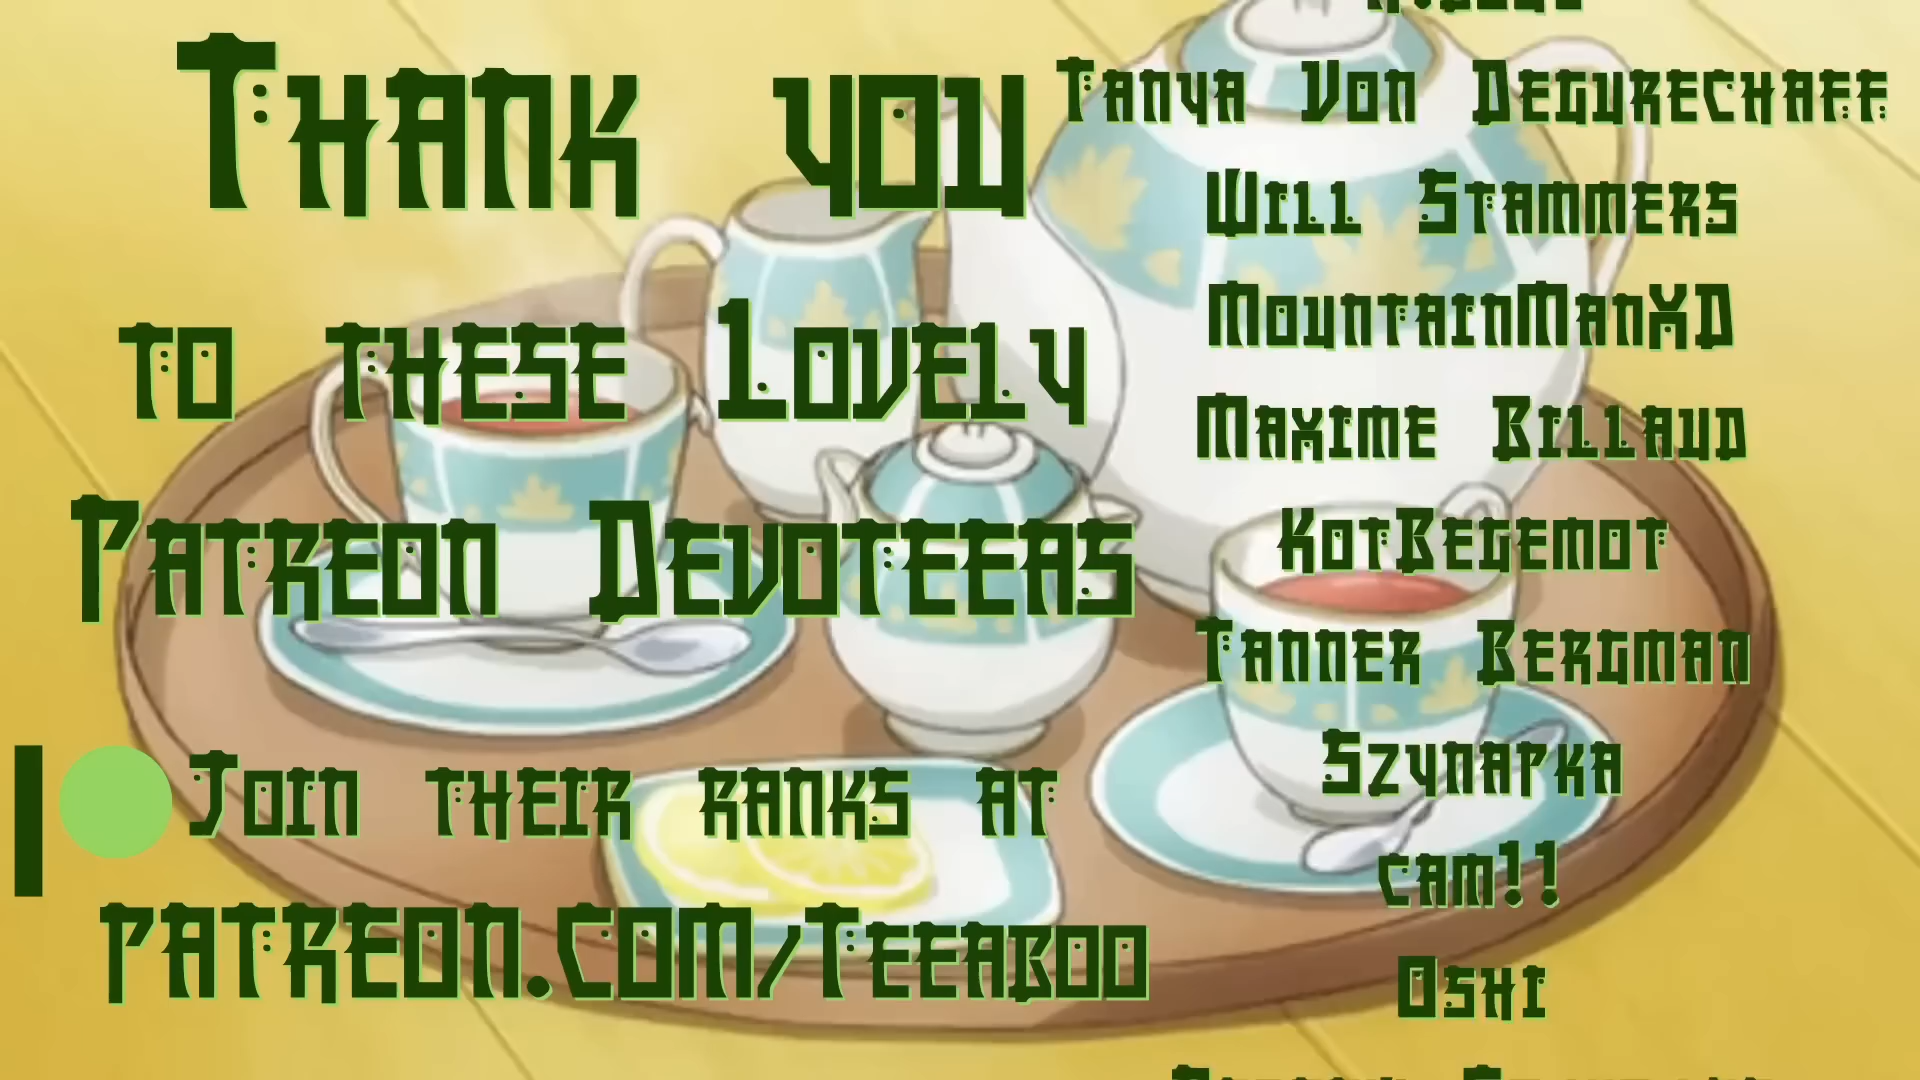 Thank you
to these Lovely
Patreon Devoteeas
Join their ranks at
patreon.com/Teeaboo
Tanya Von Degurechaff
Will Stammers
MountainManXD
Maxime Billaud
KotBegemot
Tanner Bergman
Szynapka
cam!!
Oshi